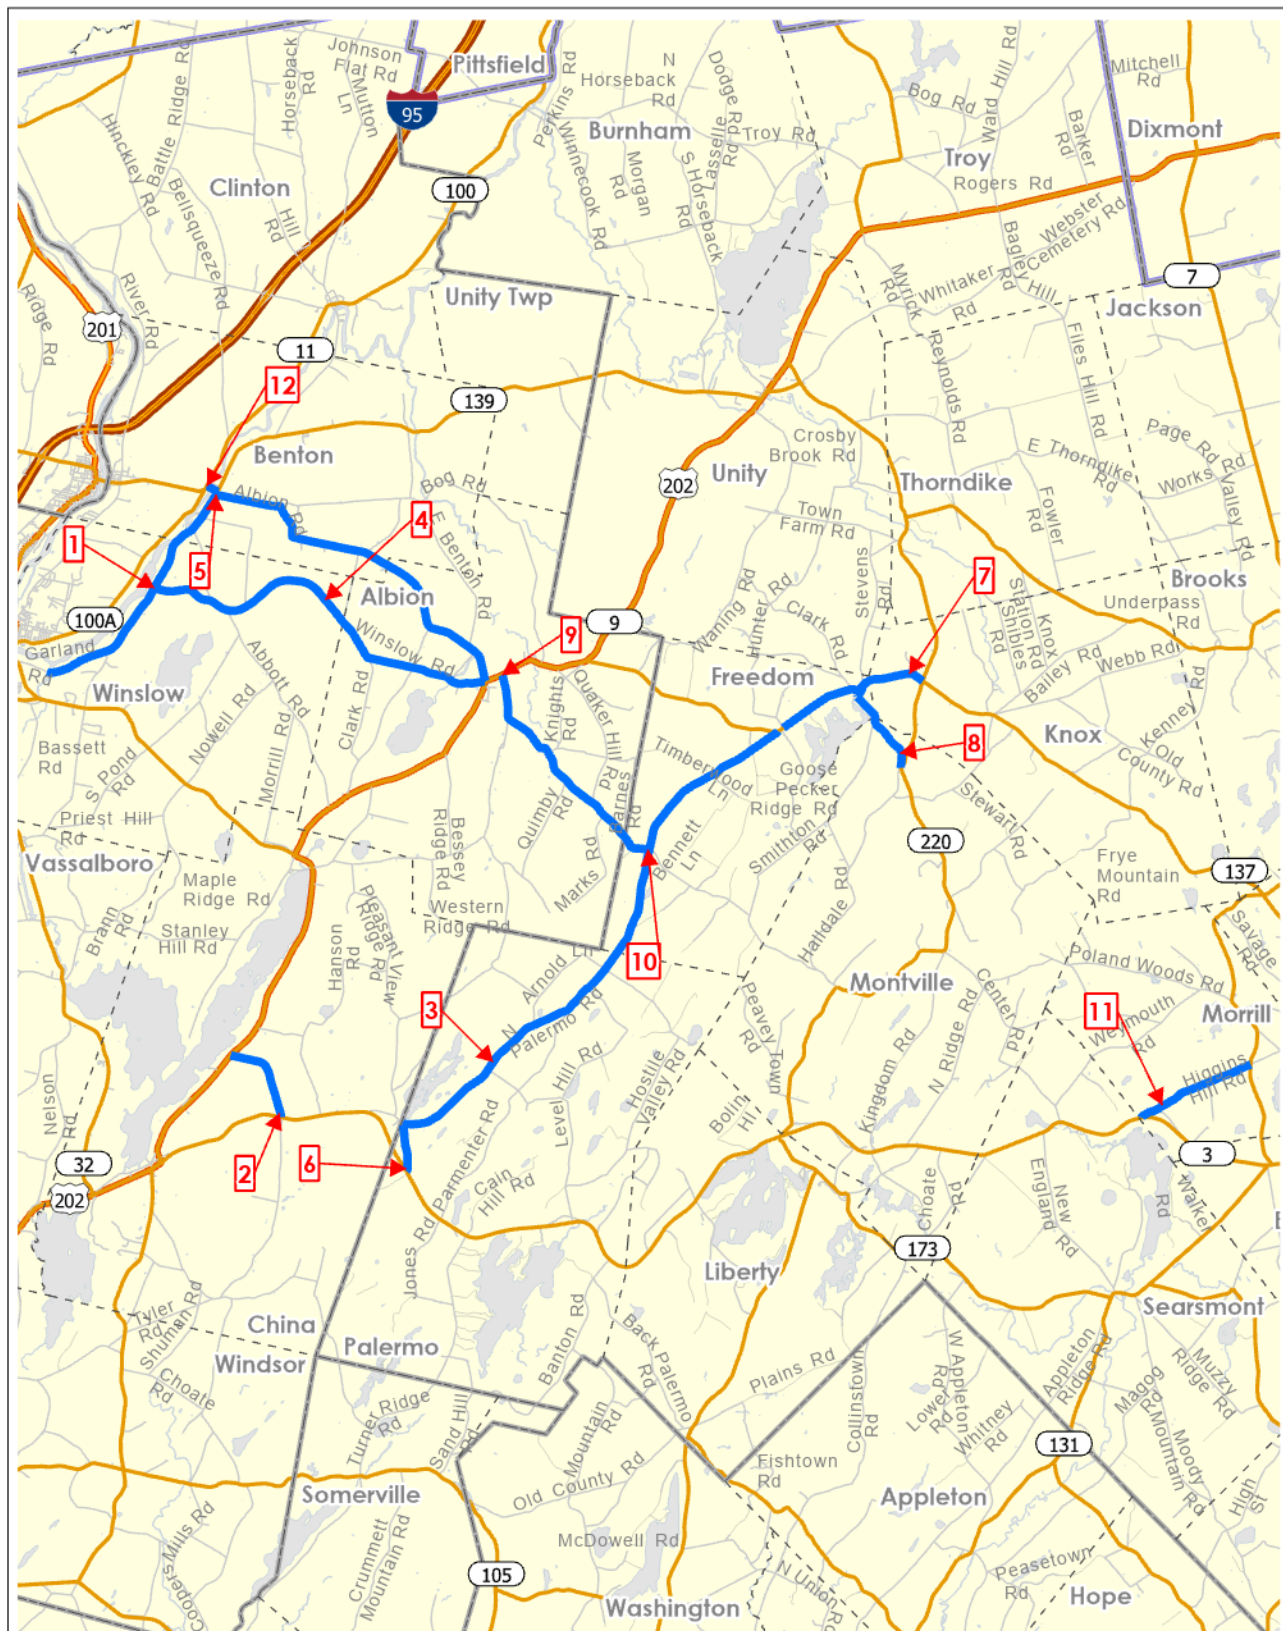 Johnson
Flat Rd
Pittsfield
N
Horseback
Rd
Dodge Rd
Ward Hill Rd
Mitchell
Rd
Hinckley Rd
Battle Ridge Rd
Horseback
Rd
Mutton
Ln
95
Perkins Rd
Burnham
Lasselle
Rd
Troy Rd
Bog Rd
Barker
Rd
Dixmont
Troy
Rogers Rd
Clinton
Bellsqueeze Rd
Hill Rd
100
Winnecook Rd
Morgan
Rd
S Horseback
Rd
Webster
Cemetery Rd
Bagley Hill
Rd
Whitaker
Rd
Myrick
Rd
7
Jackson
Unity Twp
River Rd
201
Ridge Rd
11
Reynolds Rd
Files Hill Rd
12
139
Benton
Albion
Rd
Bog Rd
E Benton Rd
Crosby
Brook Rd
Unity
202
Town
Farm Rd
Thorndike
E Thorndike
Rd
Fowler
Rd
Page Rd
Works Rd
Valley Rd
1
5
4
Albion
Stevens
Rd
7
Brooks
Underpass
Rd
100A
Garland
Rd
Winslow
Abbott Rd
Winslow Rd
9
9
Waning Rd
Hunter Rd
Clark Rd
Freedom
Station Rd
Shibles
Rd
Knox
Bailey Rd
Webb Rd
Kenney
Rd
Nowell Rd
Clark Rd
Morrill Rd
Knights
Rd
Quaker Hill Rd
Bassett
Rd
S Pond
Rd
Timberwood
Ln
Goose
Pecker
Ridge Rd
8
Knox
Old
County Rd
Priest Hill
Rd
Vassalboro
Bessey
Ridge Rd
Quimby
Rd
Barnes
Rd
Marks
Rd
Bennett
Ln
Smithton
Rd
Stewart Rd
220
Frye
Mountain
Rd
137
Maple
Ridge Rd
Brann
Rd
Stanley
Hill Rd
Hanson
Rd
Pleasant View
Ridge Rd
Western
Ridge Rd
10
Halldale Rd
Savage
Rd
Arnold Ln
Montville
Center
Rd
Poland Woods Rd
3
N
Palermo Rd
Peavey Town
Rd
Kingdom Rd
N Ridge Rd
11
Weymouth
Rd
Morrill
Higgins
Hill Rd
Nelson
Rd
Level Hill Rd
Hostile
Valley Rd
Bolin
Hl
32
202
2
6
Jones Rd
Parmenter Rd
Cain
Hill Rd
Choate
Rd
New
England Rd
3
Walker
Rd
173
Liberty
Searsmont
Tyler
Rd
Shuman Rd
China
Windsor
Palermo
Banton Rd
Back Palermo
Rd
Plains Rd
Collinstown
Rd
W Appleton
Rd
Lower
Rd
Whitney
Rd
Appleton
Ridge Rd
Magog
Rd
Muzzy
Ridge Rd
Choate
Rd
Turner Ridge
Rd
Sand Hill
Rd
Mountain
Rd
Moody
Mountain Rd
High
St
131
Somerville
Old County Rd
Fishtown
Rd
Appleton
Coopers Mills Rd
Crummett
Mountain Rd
105
McDowell Rd
Washington
N Union Rd
Peasetown
Rd
Hope